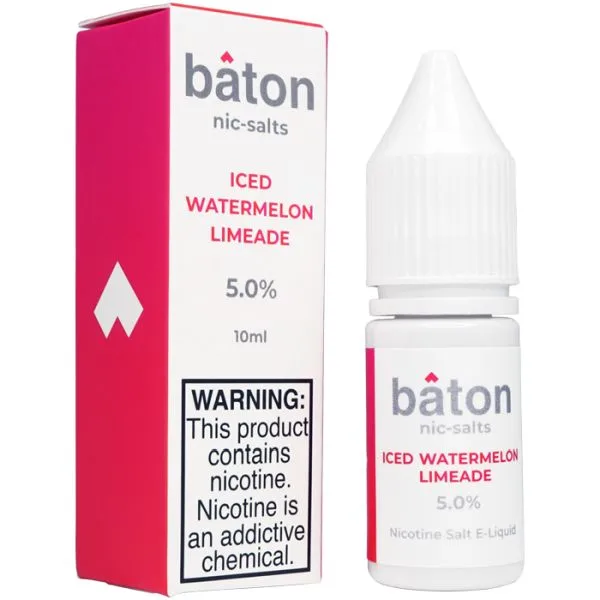 bâton
nic-salts
ICED
WATERMELON
LIMEADE
5.0%
10ml
WARNING:
This product
contains
nicotine.
Nicotine is
an addictive
chemical.
bâton
nic-salts
ICED WATERMELON
LIMEADE
5.0%
Nicotine Salt E-Liquid